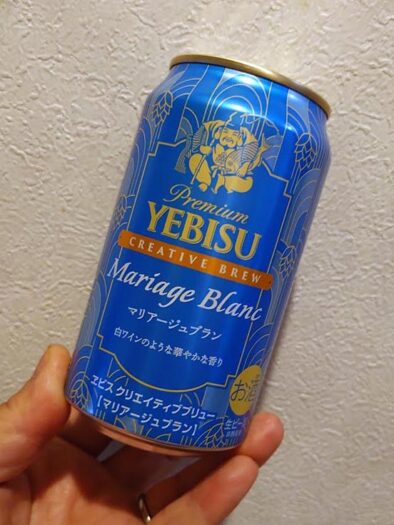 Premium
YEBISU
CREATIVE BREW
Mariage Blanc
マリアージュブラン
白ワインのような華やかな香り
お酒
ヱビス クリエイティブブリュー
【マリアージュブラン】
生ビー